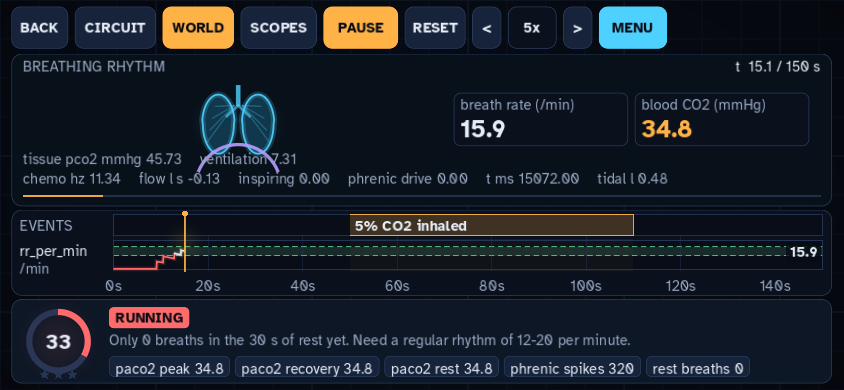 BACK CIRCUIT WORLD SCOPES PAUSE RESET < 5x > MENU
BREATHING RHYTHM t 15.1 / 150 s
breath rate (/min) blood CO2 (mmHg)
15.9 34.8
tissue pco2 mmhg 45.73 ventilation 7.31
chemo hz 11.34 flow l s -0.13 inspiring 0.00 phrenic drive 0.00 t ms 15072.00 tidal l 0.48
EVENTS 5% CO2 inhaled
rr_per_min 15.9
/min
0s 20s 40s 60s 80s 100s 120s 140s
RUNNING
33 Only 0 breaths in the 30 s of rest yet. Need a regular rhythm of 12-20 per minute.
paco2 peak 34.8 paco2 recovery 34.8 paco2 rest 34.8 phrenic spikes 320 rest breaths 0